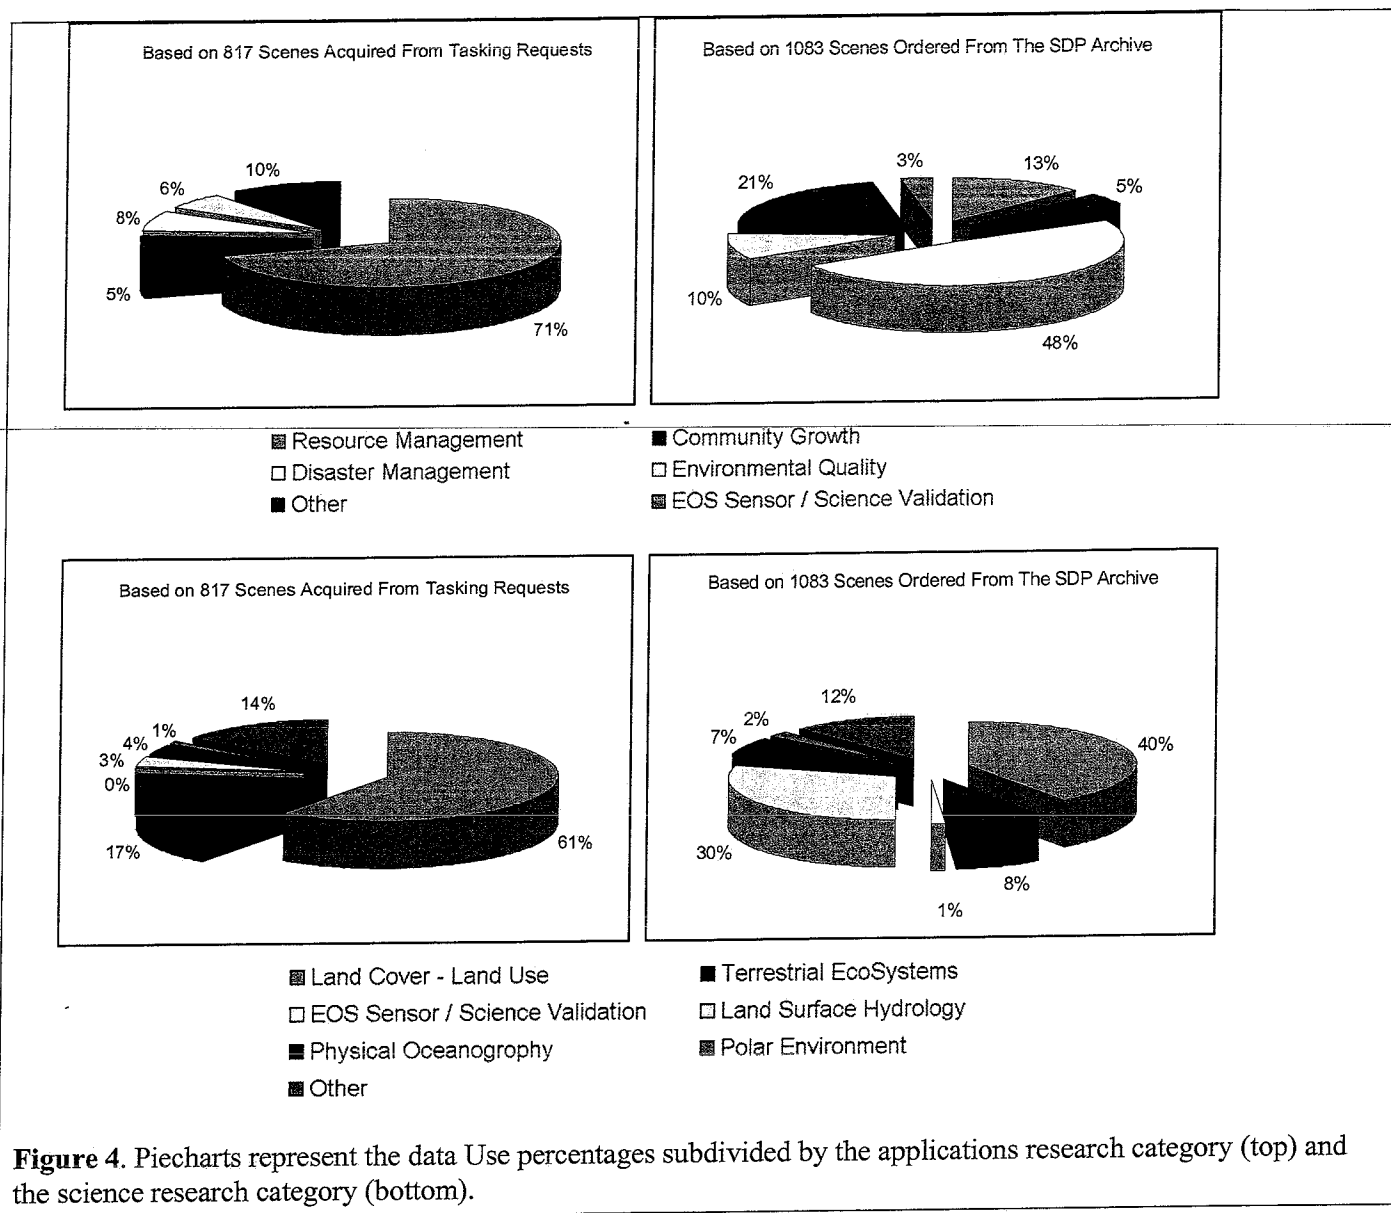 Based on 817 Scenes Acquired From Tasking Requests
10%
6%
8%
5%
71%
Based on 1083 Scenes Ordered From The SDP Archive
3%
13%
21%
5%
10%
48%
Resource Management
Community Growth
Disaster Management
Environmental Quality
Other
EOS Sensor / Science Validation
Based on 817 Scenes Acquired From Tasking Requests
14%
1%
4%
3%
0%
17%
61%
Based on 1083 Scenes Ordered From The SDP Archive
12%
2%
7%
40%
30%
8%
1%
Land Cover - Land Use
Terrestrial EcoSystems
EOS Sensor / Science Validation
Land Surface Hydrology
Physical Oceanogrophy
Polar Environment
Other
Figure 4. Piecharts represent the data Use percentages subdivided by the applications research category (top) and
the science research category (bottom).